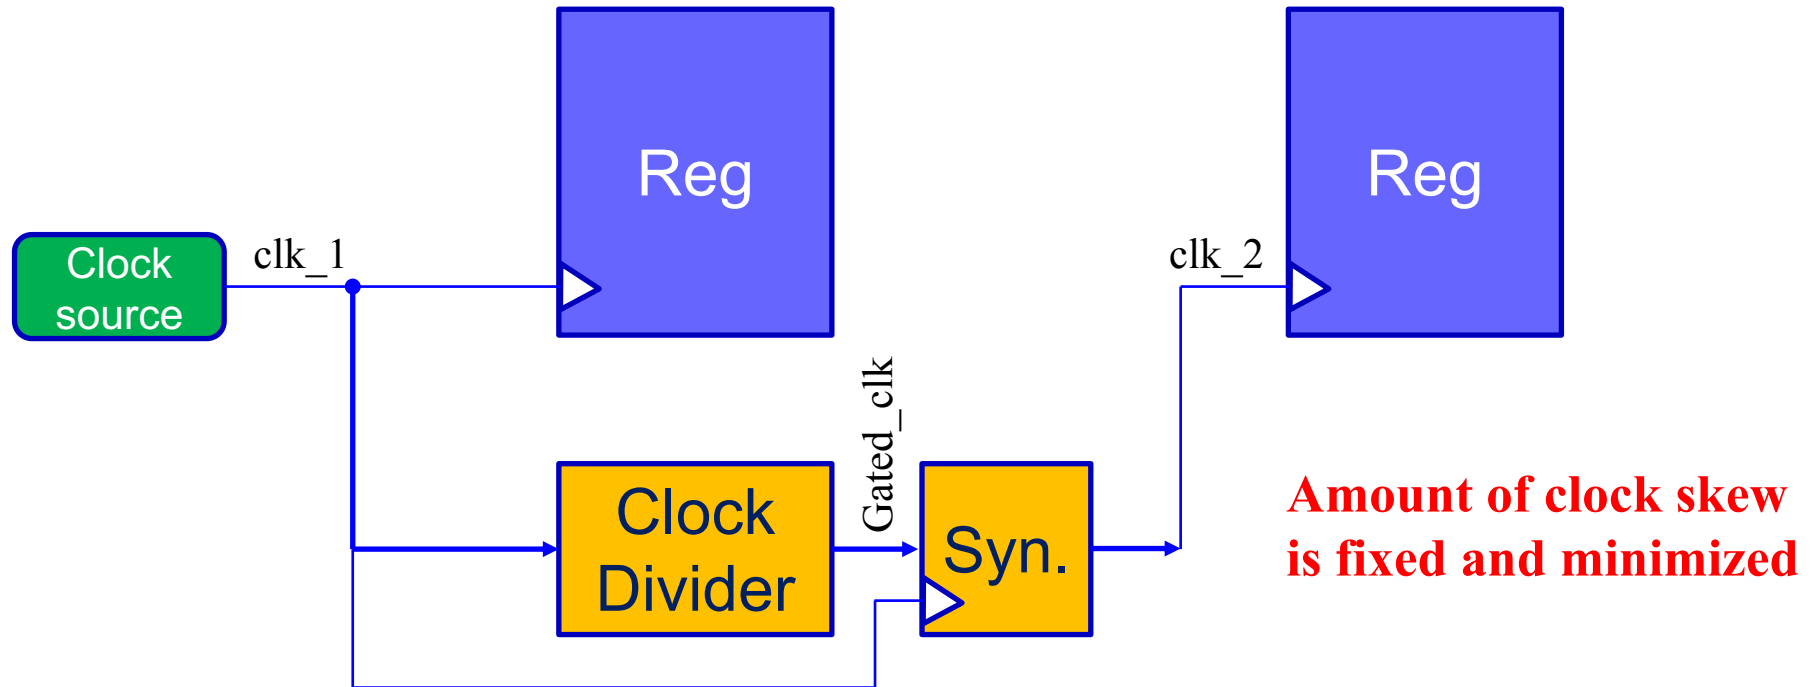 Reg
Reg
Clock
source
clk_1
clk_2
Gated_clk
Clock
Divider
Syn.
Amount of clock skew
is fixed and minimized